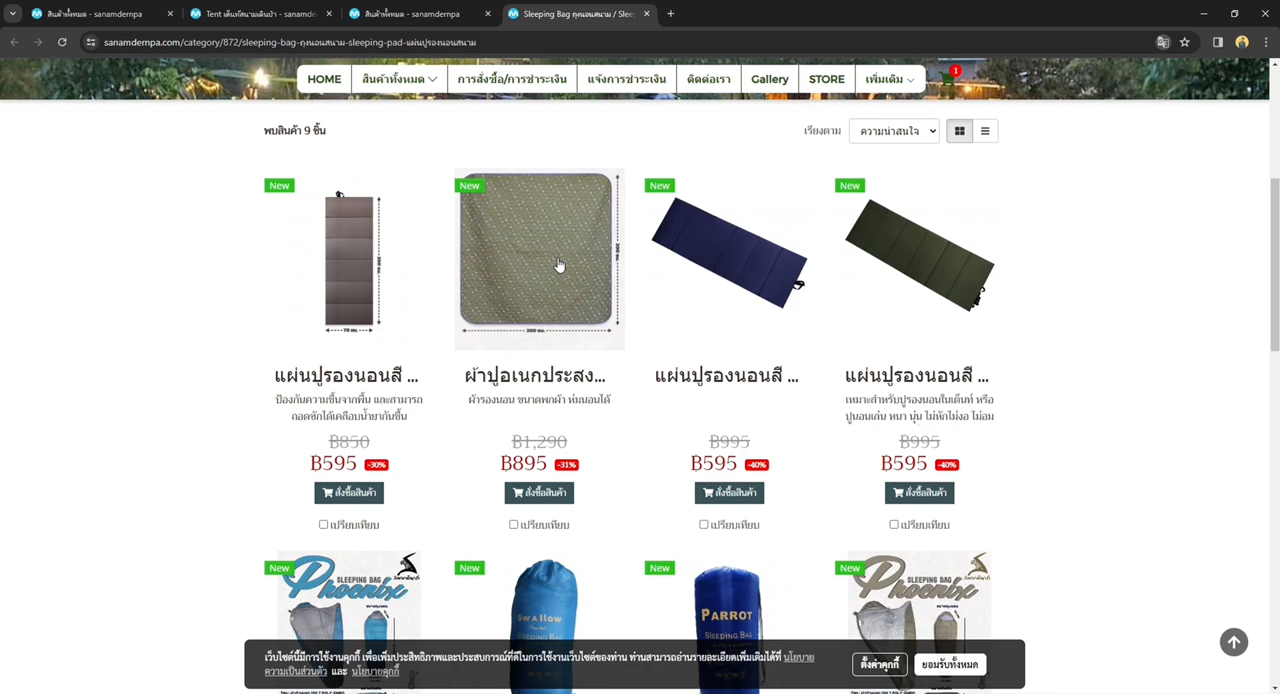 สินค้าทั้งหมด - sanamdernpa
Tent เต็นท์สนามเดินป่า - sanamde
สินค้าทั้งหมด - sanamdernpa
Sleeping Bag ถุงนอนสนาม / Slee
sanamdernpa.com/category/872/sleeping-bag-ถุงนอนสนาม-sleeping-pad-แผ่นปูรองนอนสนาม
HOME สินค้าทั้งหมด การสั่งซื้อ/การชำระเงิน แจ้งการชำระเงิน ติดต่อเรา Gallery STORE เพิ่มเติม 1
พบสินค้า 9 ชิ้น เรียงตาม ความน่าสนใจ
New New New New
200 ซม.
70 ซม. 200 ซม.
แผ่นปูรองนอนสี ... ผ้าปูอเนกประสง... แผ่นปูรองนอนสี ... แผ่นปูรองนอนสี ...
ป้องกันความชื้นจากพื้น และสามารถ ผ้ารองนอน ขนาดพกผ้า ห่มนอนได้ เหมาะสำหรับปูรองนอนในเต็นท์ หรือ
ถอดซักได้เคลือบน้ำยากันชื้น ปูนอนเล่น หนา นุ่ม ไม่หักไม่งอ ไม่อม
฿850 ฿1,290 ฿995 ฿995
฿595 -30% ฿895 -31% ฿595 -40% ฿595 -40%
สั่งซื้อสินค้า สั่งซื้อสินค้า สั่งซื้อสินค้า สั่งซื้อสินค้า
เปรียบเทียบ เปรียบเทียบ เปรียบเทียบ เปรียบเทียบ
New New New New
SLEEPING BAG SLEEPING BAG
Phoenix Phoenix
Swallow PARROT
SLEEPING BAG
เว็บไซต์นี้มีการใช้งานคุกกี้ เพื่อเพิ่มประสิทธิภาพและประสบการณ์ที่ดีในการใช้งานเว็บไซต์ของท่าน ท่านสามารถอ่านรายละเอียดเพิ่มเติมได้ที่ นโยบาย
ความเป็นส่วนตัว และ นโยบายคุกกี้
ตั้งค่าคุกกี้ ยอมรับทั้งหมด